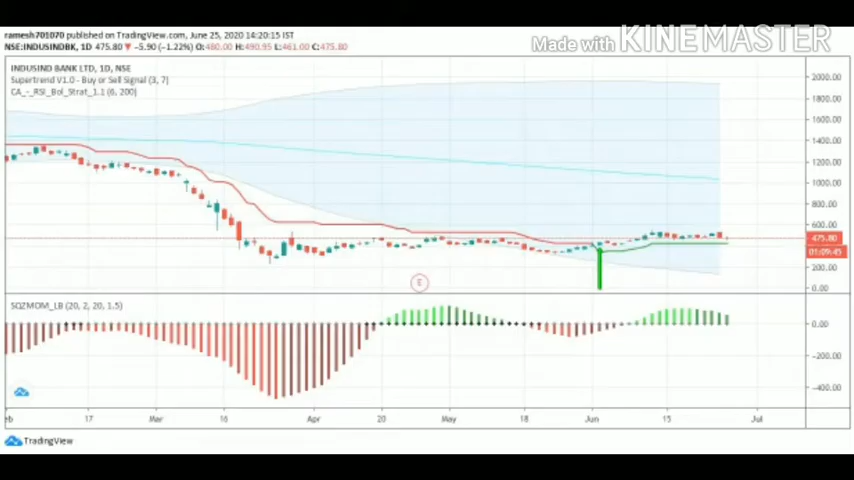 ramesh701070 published on TradingView.com, June 25, 2020 14:20:15 IST
NSE:INDUSINDBK, 1D 475.80 ▼ -5.90 (-1.22%) O:480.00 H:490.95 L:461.00 C:475.80
Made with KINEMASTER
INDUSIND BANK LTD, 1D, NSE
Supertrend V1.0 - Buy or Sell Signal (3, 7)
CA_-_RSI_Bol_Strat_1.1 (6, 200)
2000.00
1800.00
1600.00
1400.00
1200.00
1000.00
800.00
600.00
475.80
01:09:45
200.00
0.00
E
SQZMOM_LB (20, 2, 20, 1.5)
0.00
-200.00
-400.00
eb 17 Mar 16 Apr 20 May 18 Jun 15 Jul
TradingView